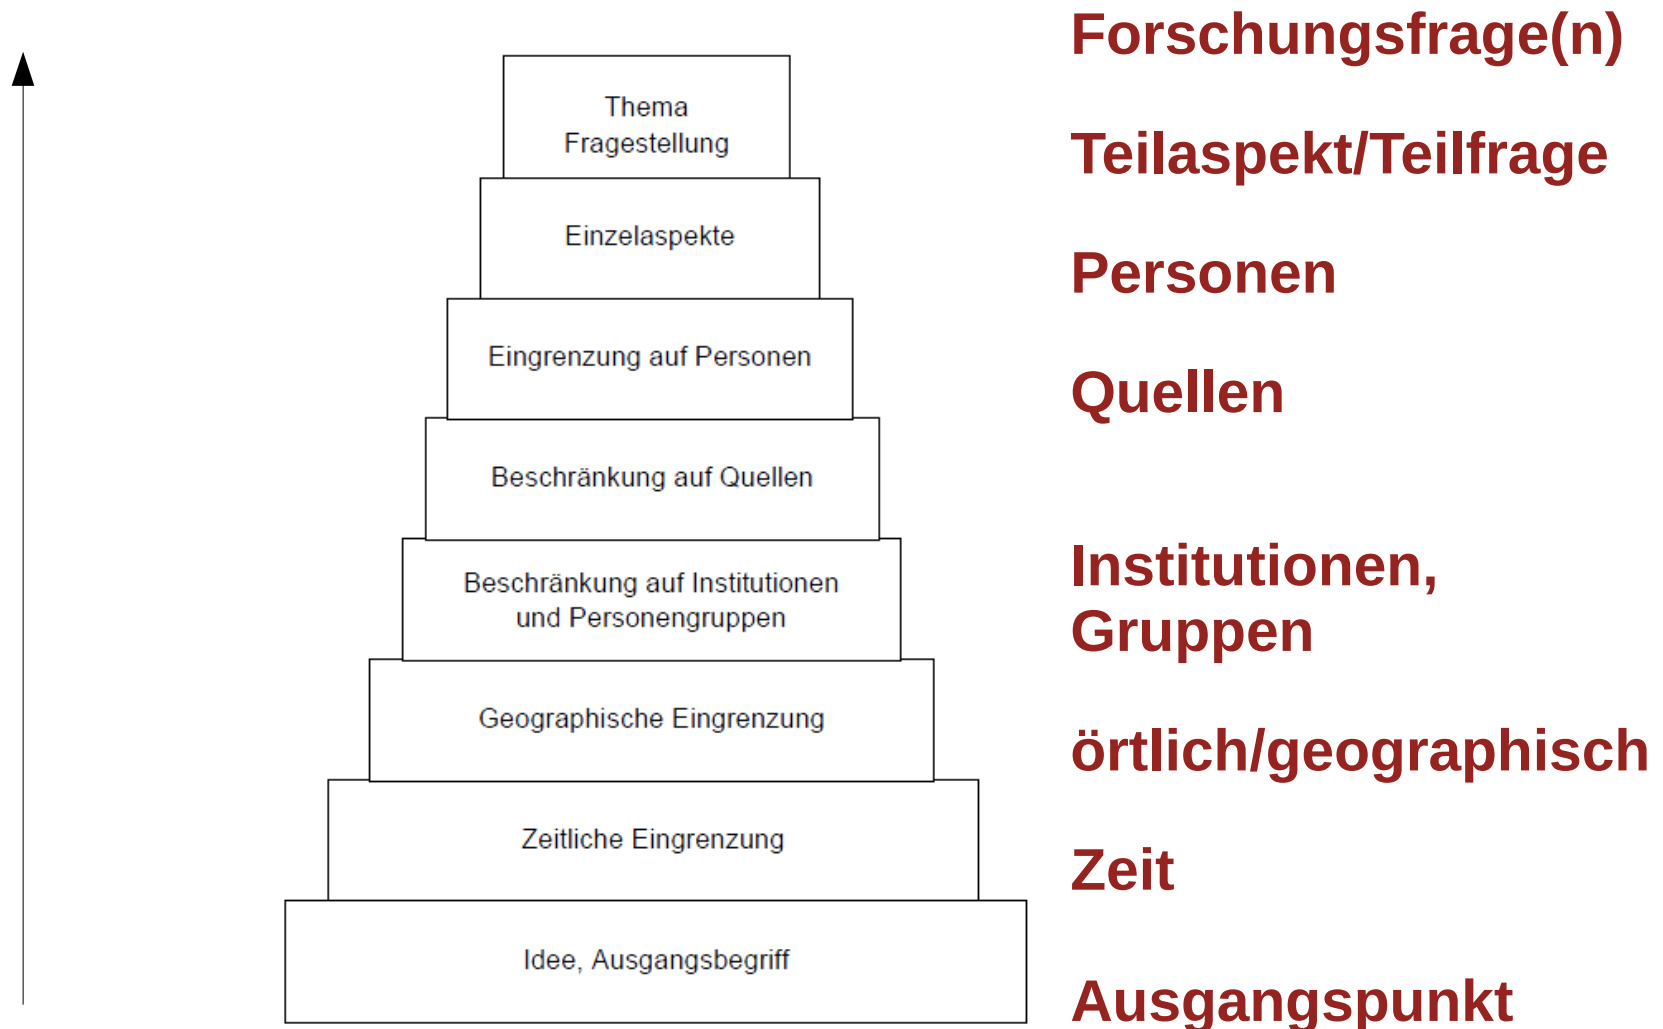 Forschungsfrage(n)
Thema
Fragestellung
Teilaspekt/Teilfrage
Einzelaspekte
Personen
Eingrenzung auf Personen
Quellen
Beschränkung auf Quellen
Institutionen,
Gruppen
Beschränkung auf Institutionen
und Personengruppen
örtlich/geographisch
Geographische Eingrenzung
Zeit
Zeitliche Eingrenzung
Ausgangspunkt
Idee, Ausgangsbegriff